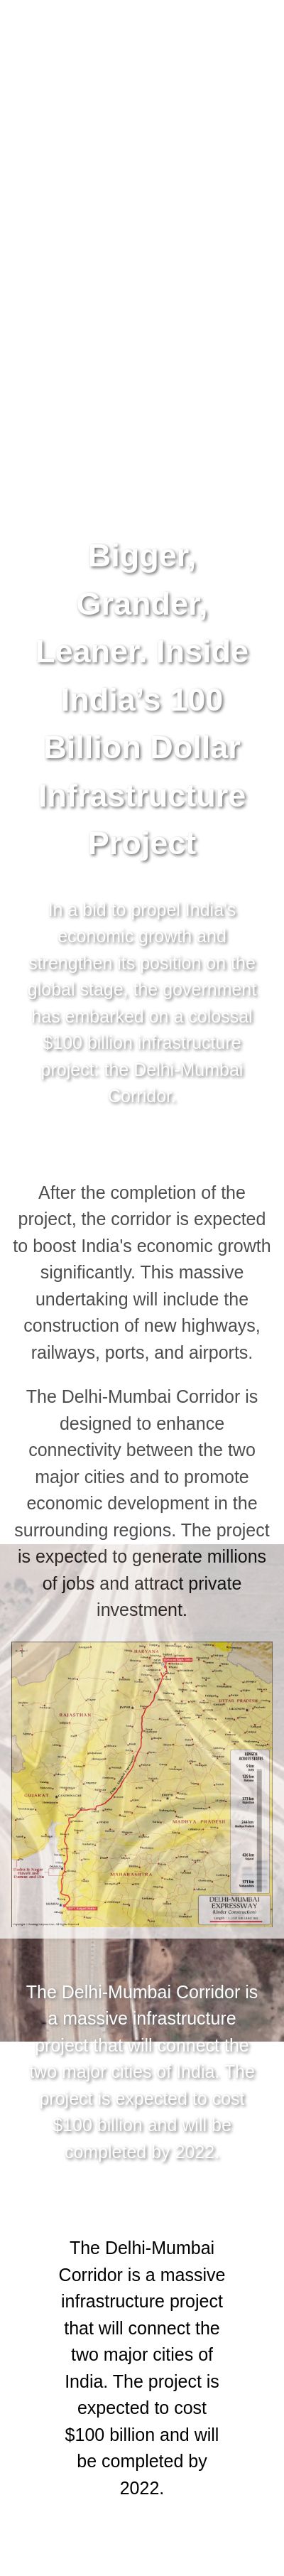 Bigger,
Grander,
Leaner. Inside
India's 100
Billion Dollar
Infrastructure
Project
In a bid to propel India's
economic growth and
strengthen its position on the
global stage, the government
has embarked on a colossal
$100 billion infrastructure
project: the Delhi-Mumbai
Corridor.
After the completion of the
project, the corridor is expected
to boost India's economic growth
significantly. This massive
undertaking will include the
construction of new highways,
railways, ports, and airports.
The Delhi-Mumbai Corridor is
designed to enhance
connectivity between the two
major cities and to promote
economic development in the
surrounding regions. The project
is expected to generate millions
of jobs and attract private
investment.
HARYANA
UTTAR PRADESH
RAJASTHAN
GUJARAT
MADHYA PRADESH
MAHARASHTRA
DELHI-MUMBAI
EXPRESSWAY
(Under Construction)
The Delhi-Mumbai Corridor is
a massive infrastructure
project that will connect the
two major cities of India. The
project is expected to cost
$100 billion and will be
completed by 2022.
The Delhi-Mumbai
Corridor is a massive
infrastructure project
that will connect the
two major cities of
India. The project is
expected to cost
$100 billion and will
be completed by
2022.